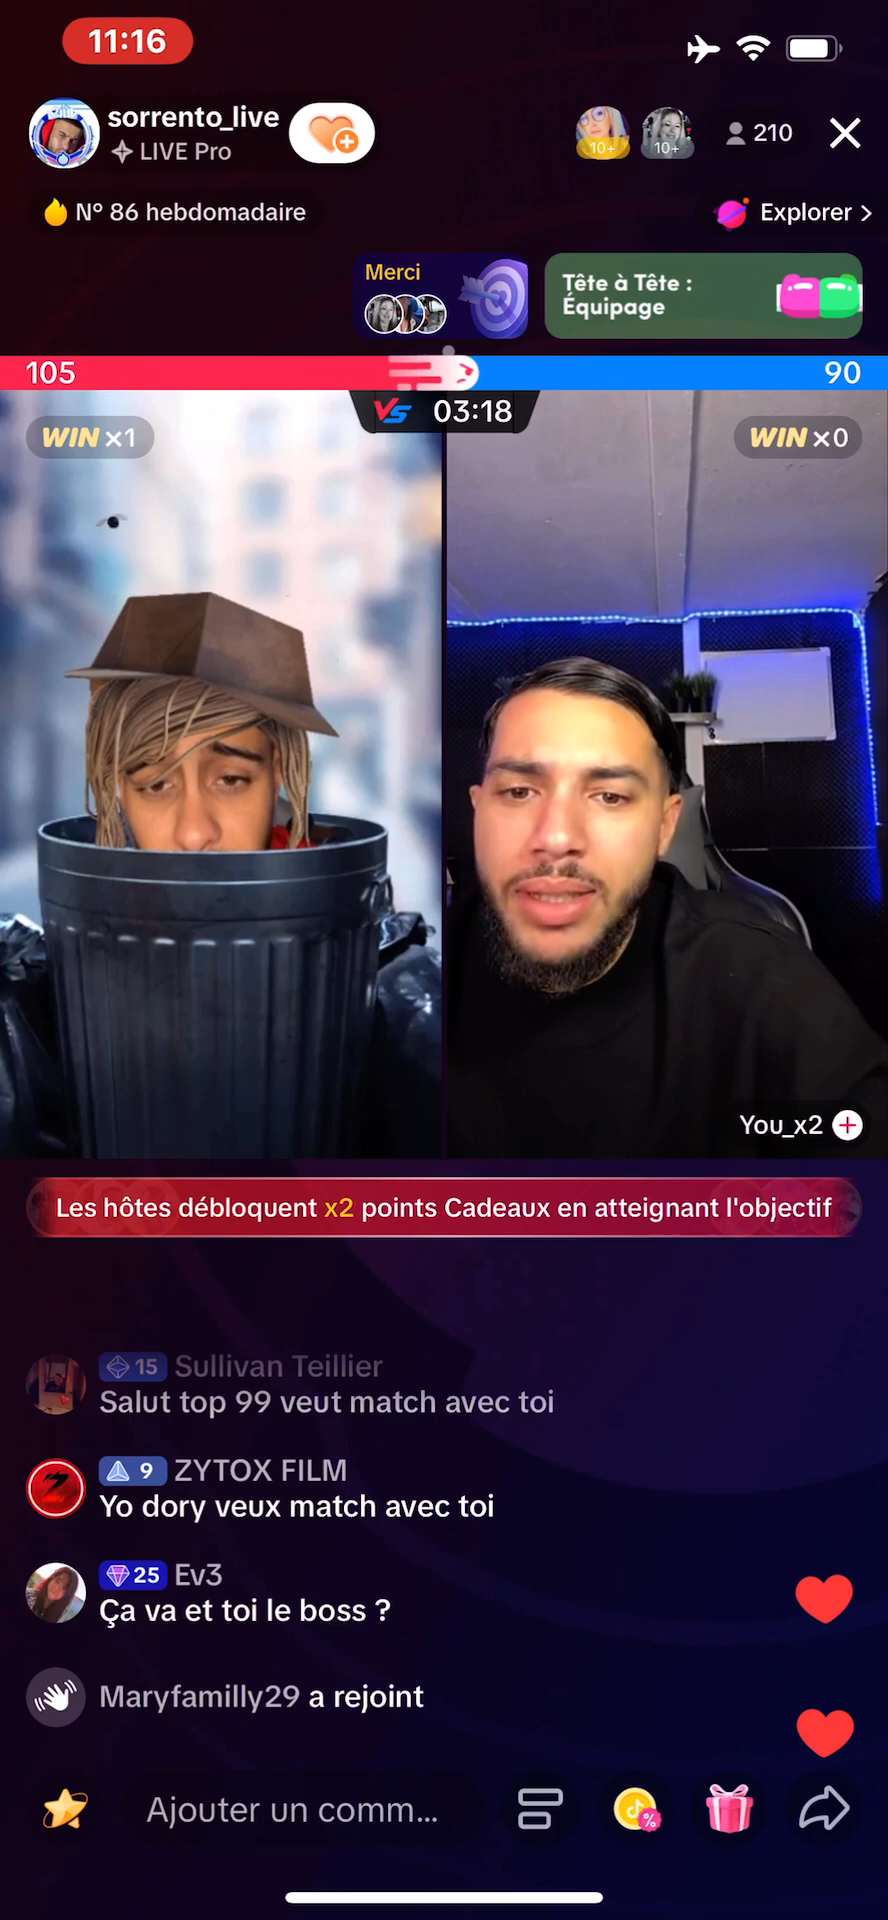 11:16
sorrento_live
LIVE Pro
10+
10+
210
N° 86 hebdomadaire
Explorer >
Merci
Tête à Tête :
Équipage
105
90
VS 03:18
WIN x1
WIN x0
You_x2
Les hôtes débloquent x2 points Cadeaux en atteignant l'objectif
15 Sullivan Teillier
Salut top 99 veut match avec toi
9 ZYTOX FILM
Yo dory veux match avec toi
25 Ev3
Ça va et toi le boss ?
Maryfamilly29 a rejoint
Ajouter un comm...